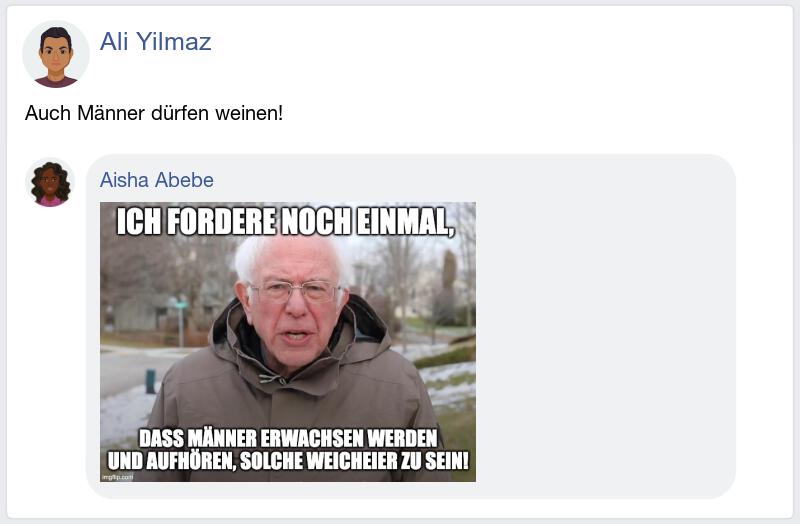 Ali Yilmaz
Auch Männer dürfen weinen!
Aisha Abebe
ICH FORDERE NOCH EINMAL,
DASS MÄNNER ERWACHSEN WERDEN
UND AUFHÖREN, SOLCHE WEICHEIER ZU SEIN!
imgflip.com